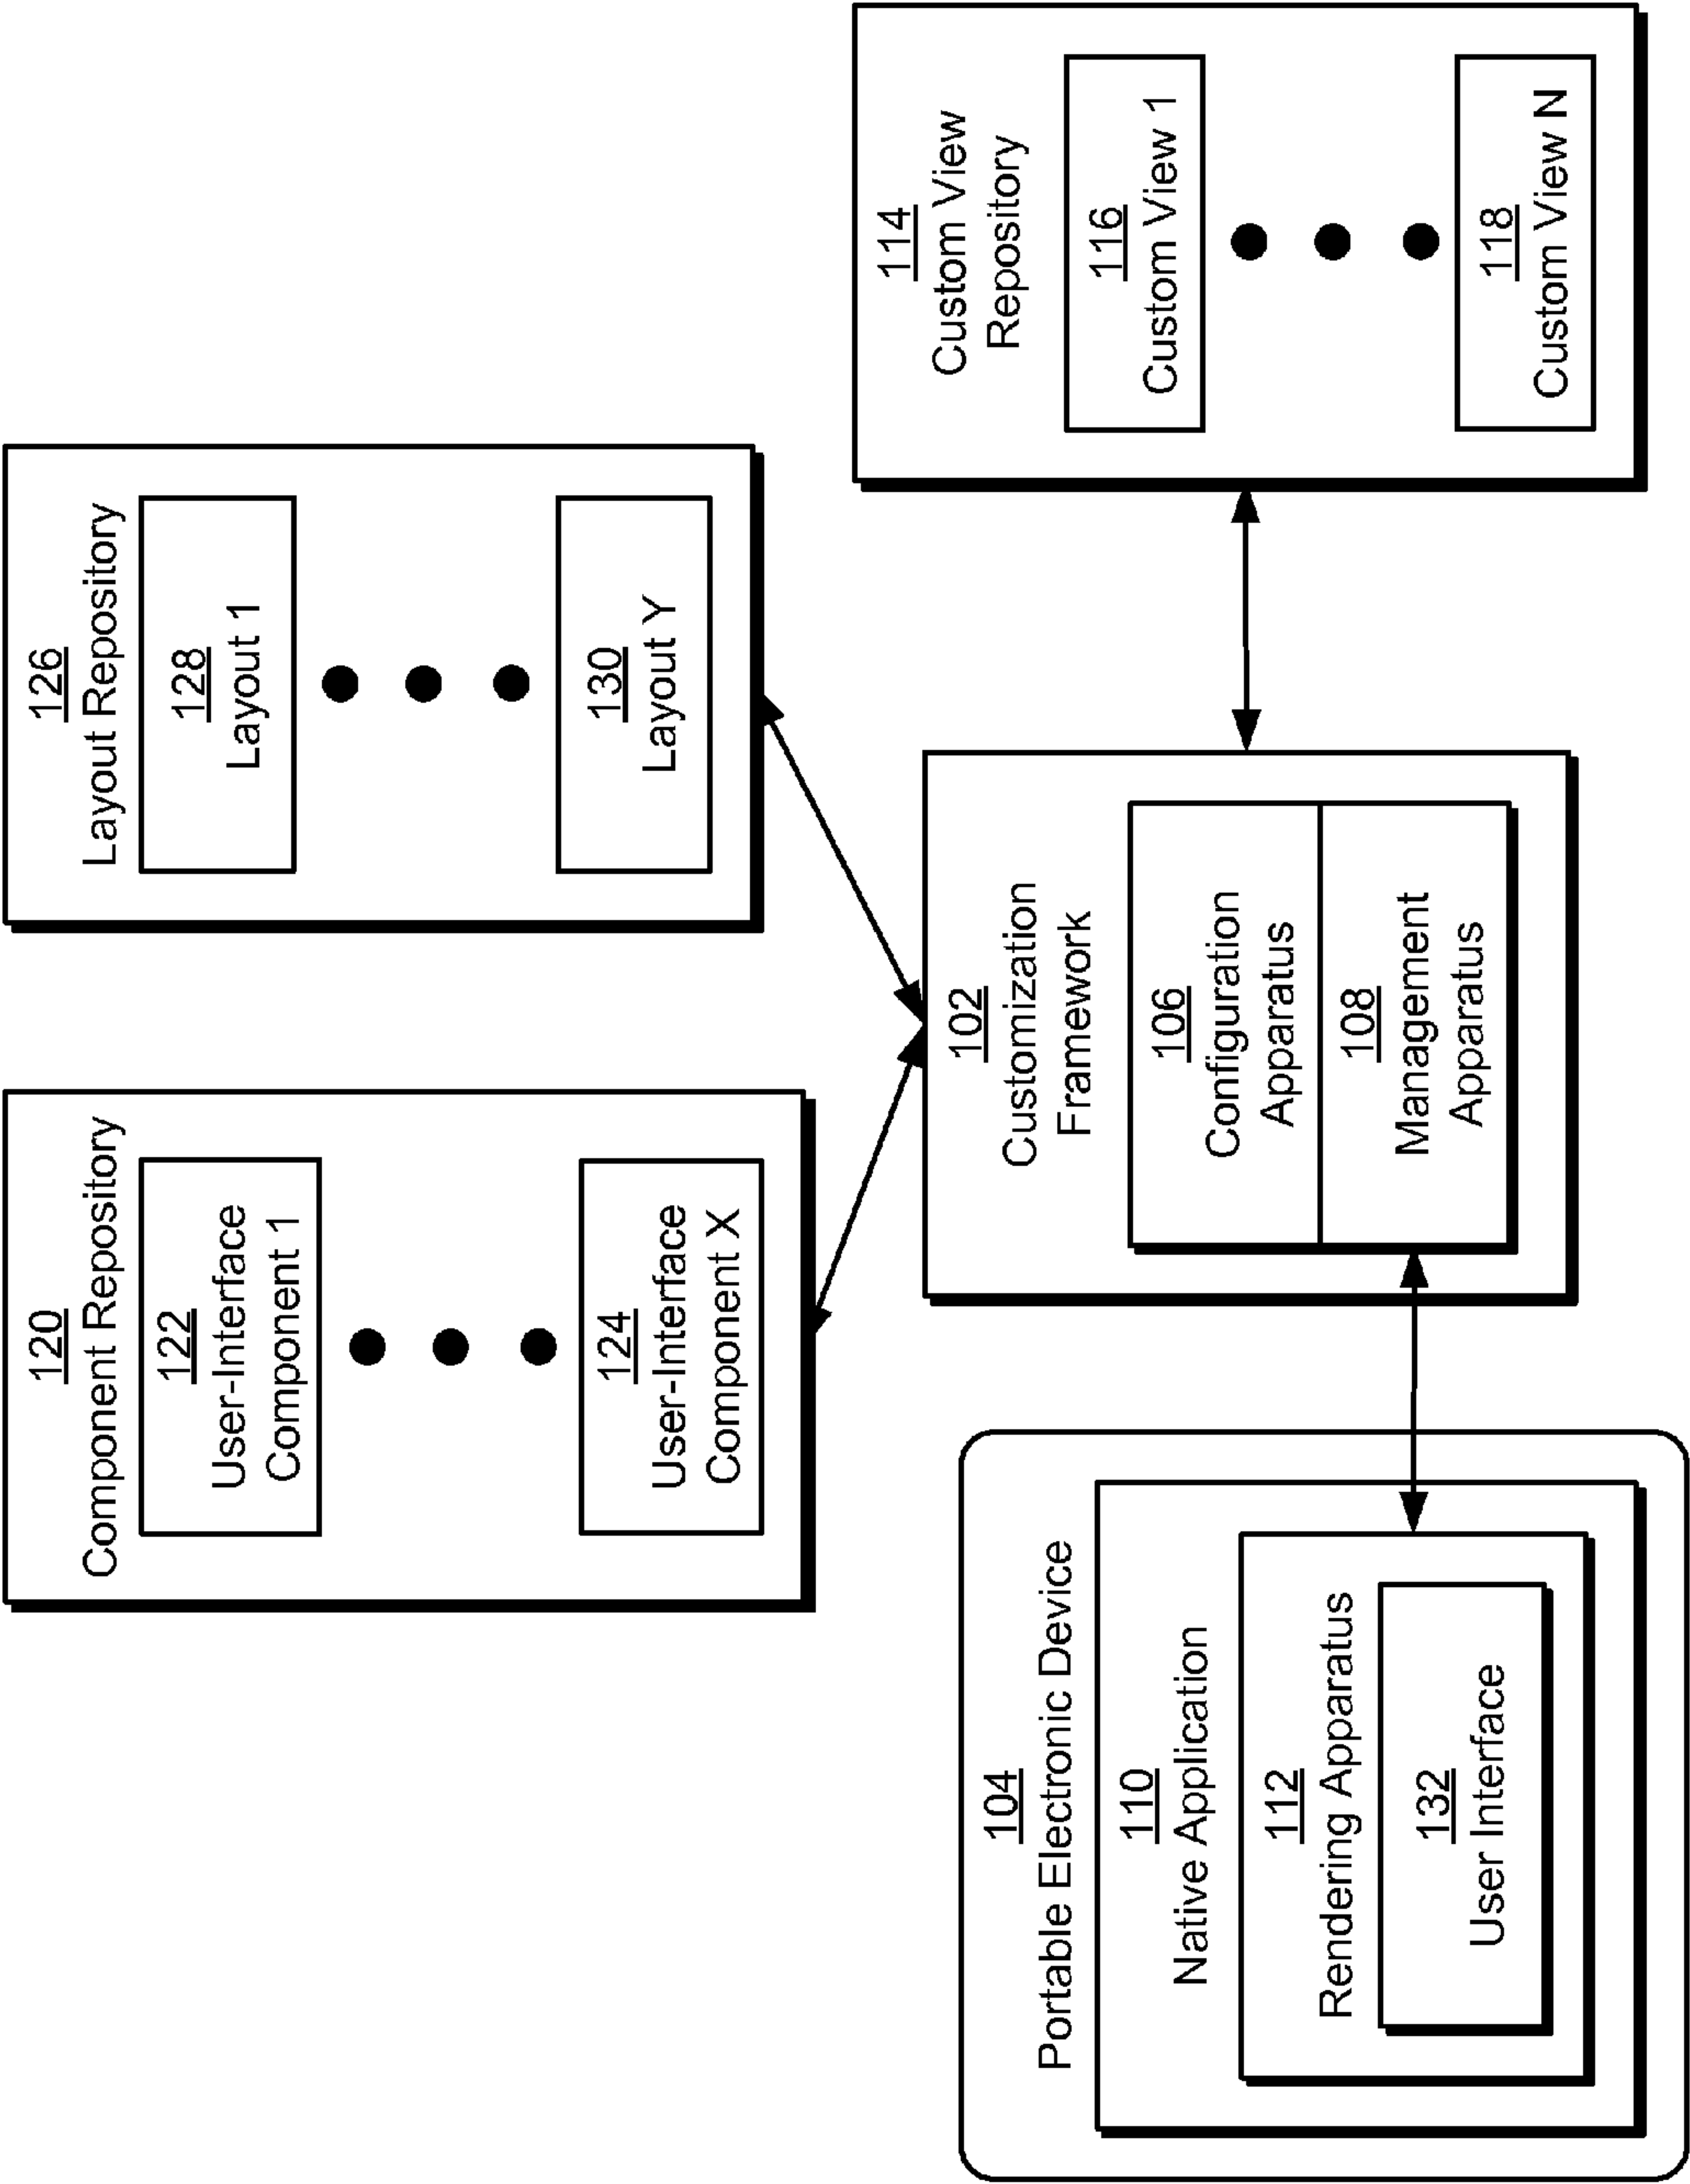 120
Component Repository
122
User-Interface
Component 1
124
User-Interface
Component X
126
Layout Repository
128
Layout 1
130
Layout Y
104
Portable Electronic Device
110
Native Application
112
Rendering Apparatus
132
User Interface
102
Customization
Framework
106
Configuration
Apparatus
108
Management
Apparatus
114
Custom View
Repository
116
Custom View 1
118
Custom View N